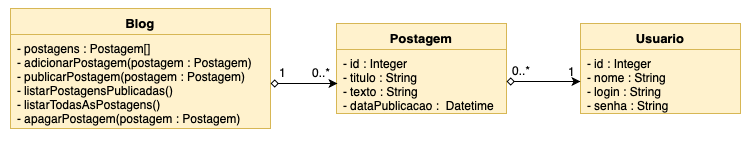 Blog
- postagens : Postagem[]
- adicionarPostagem(postagem : Postagem)
- publicarPostagem(postagem : Postagem)
- listarPostagensPublicadas()
- listarTodasAsPostagens()
- apagarPostagem(postagem : Postagem)
1
0..*
Postagem
- id : Integer
- titulo : String
- texto : String
- dataPublicacao : Datetime
0..*
1
Usuario
- id : Integer
- nome : String
- login : String
- senha : String